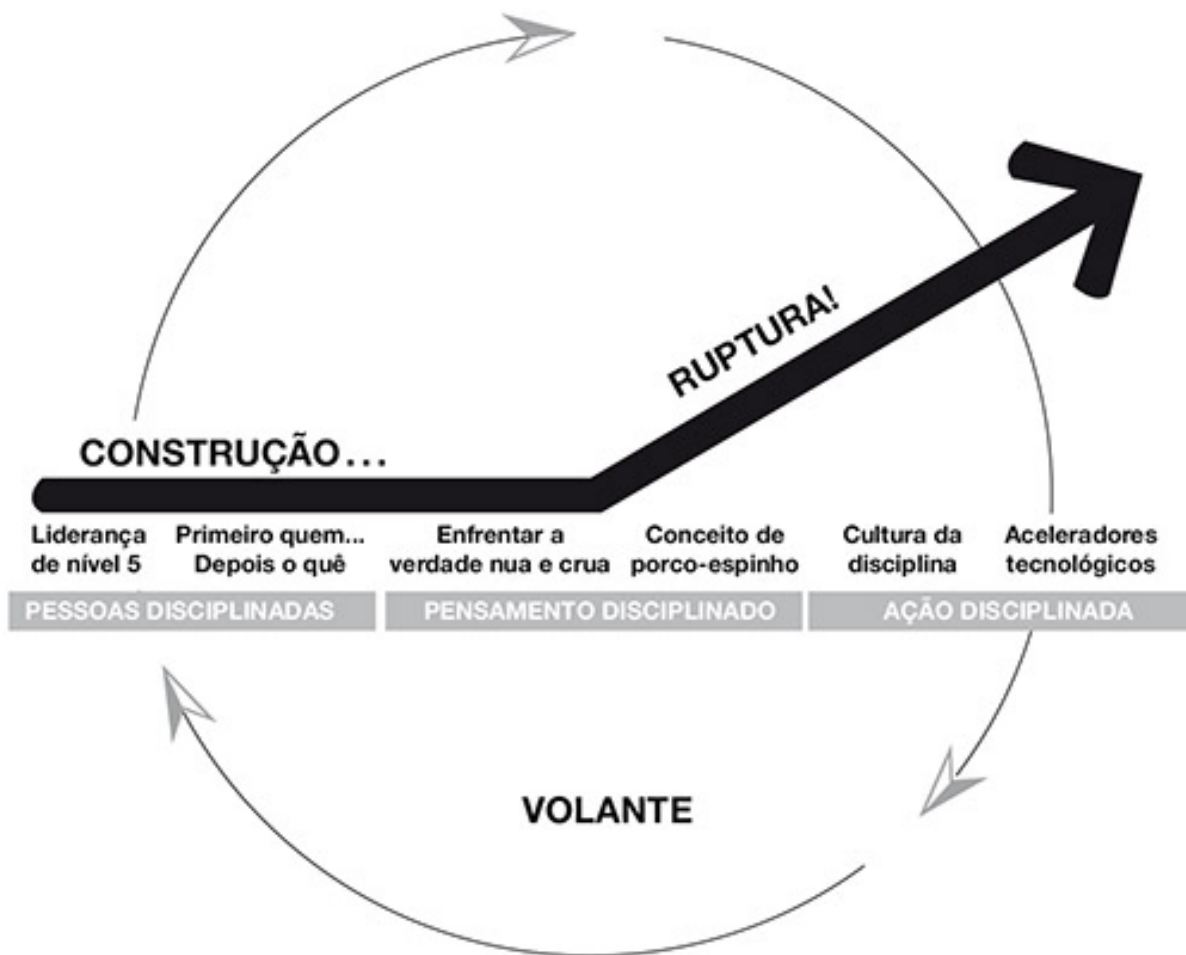 RUPTURA!
CONSTRUÇÃO...
Liderança
de nível 5
Primeiro quem...
Depois o quê
Enfrentar a
verdade nua e crua
Conceito de
porco-espinho
Cultura da
disciplina
Aceleradores
tecnológicos
PESSOAS DISCIPLINADAS
PENSAMENTO DISCIPLINADO
AÇÃO DISCIPLINADA
VOLANTE